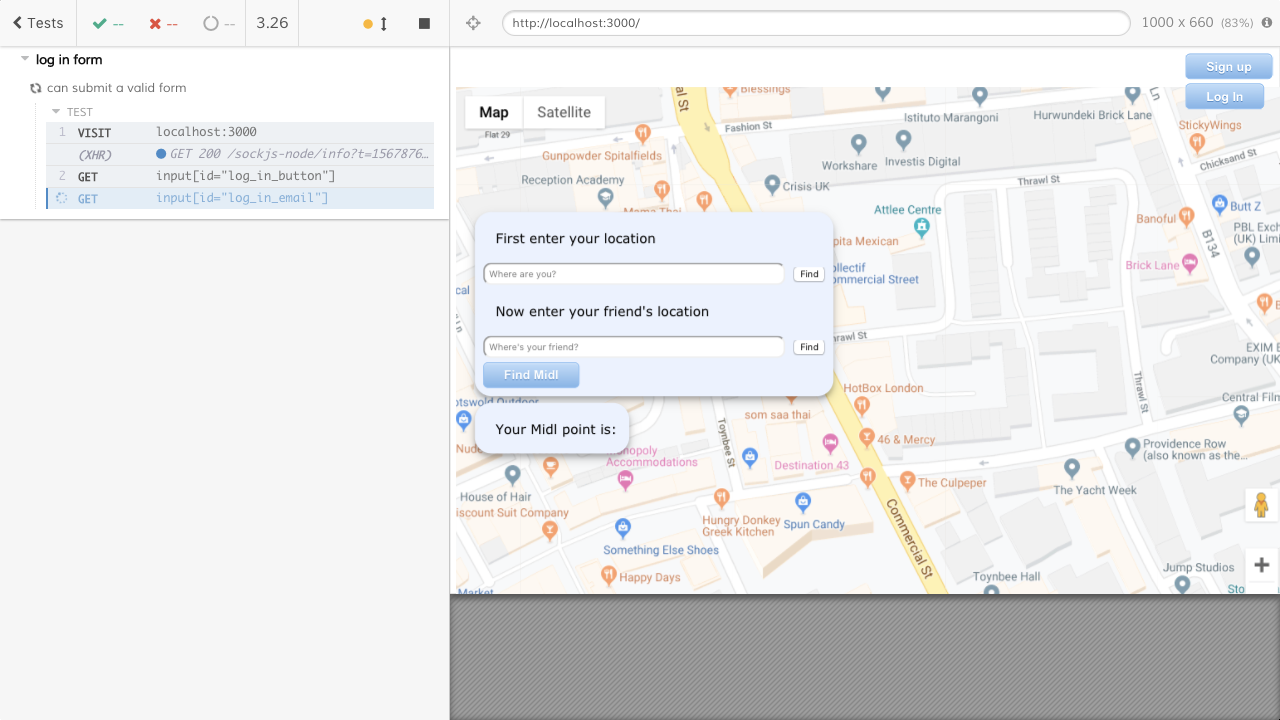 Tests
--
--
--
3.26
http://localhost:3000/
1000 x 660 (83%)
log in form
can submit a valid form
TEST
1 VISIT localhost:3000
(XHR) GET 200 /sockjs-node/info?t=1567876…
2 GET input[id="log_in_button"]
GET input[id="log_in_email"]
Sign up
Log In
Map
Satellite
Flat 29
Blessings
Fashion St
Istituto Marangoni
Hurwundeki Brick Lane
Ln
StickyWings
Gunpowder Spitalfields
Workshare
Investis Digital
Chicksand St
Reception Academy
Crisis UK
Thrawl St
Mama Thai
Attlee Centre
Butt Z
Banoful
pita Mexican
B134
PBL Exch
(UK) Limi
Brick Lane
ollectif
ommercial Street
First enter your location
Where are you?
Find
Now enter your friend's location
Where's your friend?
Find
Find Midl
Your Midl point is:
cal
Ln
hrawl St
EXIM E
Company (UK
Thrawl St
HotBox London
Central Film
otswold Outdoor
som saa thai
Toynbee St
46 & Mercy
Providence Row
(also known as the...
Nude
nopoly
Accommodations
Destination 43
The Culpeper
The Yacht Week
House of Hair
iscount Suit Company
Hungry Donkey
Greek Kitchen
Spun Candy
Commercial St
Something Else Shoes
Happy Days
Toynbee Hall
Jump Studios
Market
Sto